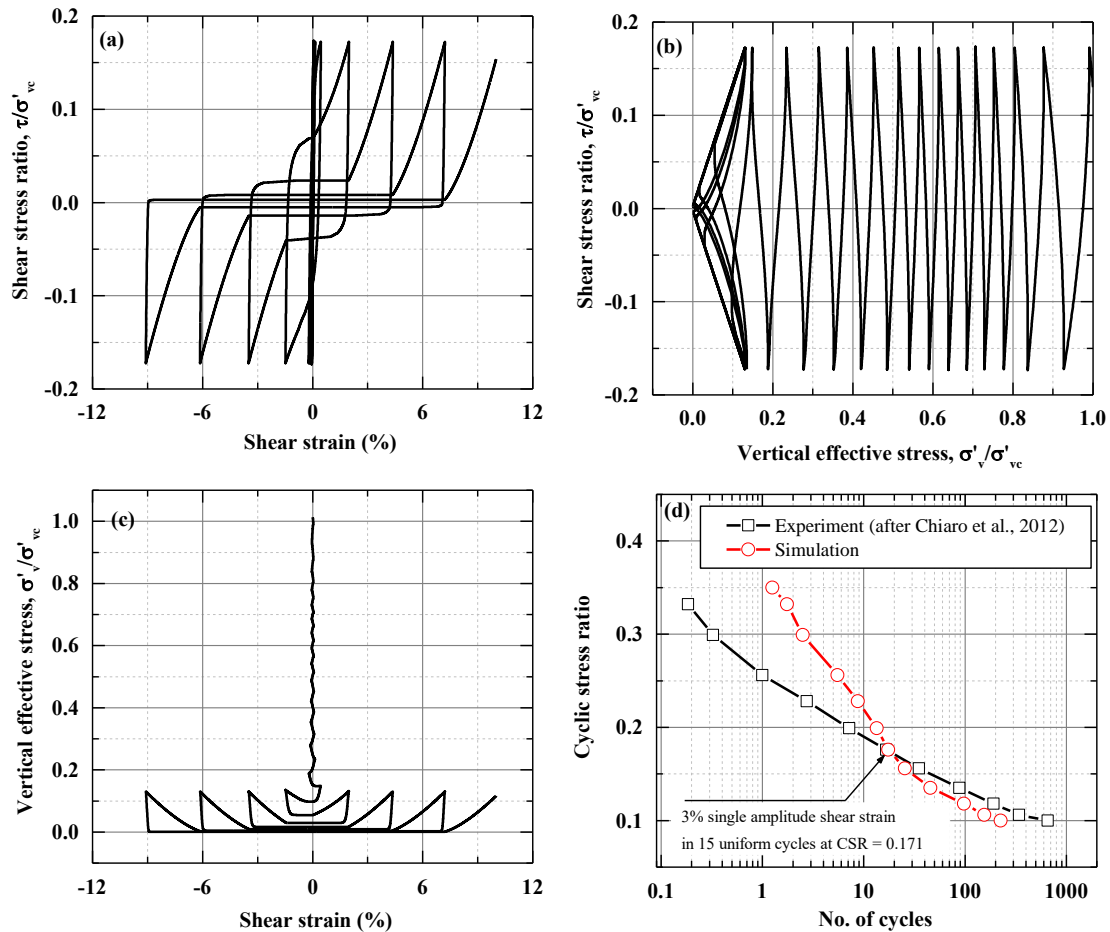 (a)
0.2
0.1
0.0
-0.1
-0.2
Shear stress ratio, τ/σ'vc
-12 -6 0 6 12
Shear strain (%)
(b)
0.2
0.1
0.0
-0.1
-0.2
Shear stress ratio, τ/σ'vc
0.0 0.2 0.4 0.6 0.8 1.0
Vertical effective stress, σ'v/σ'vc
(c)
1.0
0.8
0.6
0.4
0.2
0.0
Vertical effective stress, σ'v/σ'vc
-12 -6 0 6 12
Shear strain (%)
(d)
Experiment (after Chiaro et al., 2012)
Simulation
0.4
0.3
0.2
0.1
Cyclic stress ratio
3% single amplitude shear strain
in 15 uniform cycles at CSR = 0.171
0.1 1 10 100 1000
No. of cycles